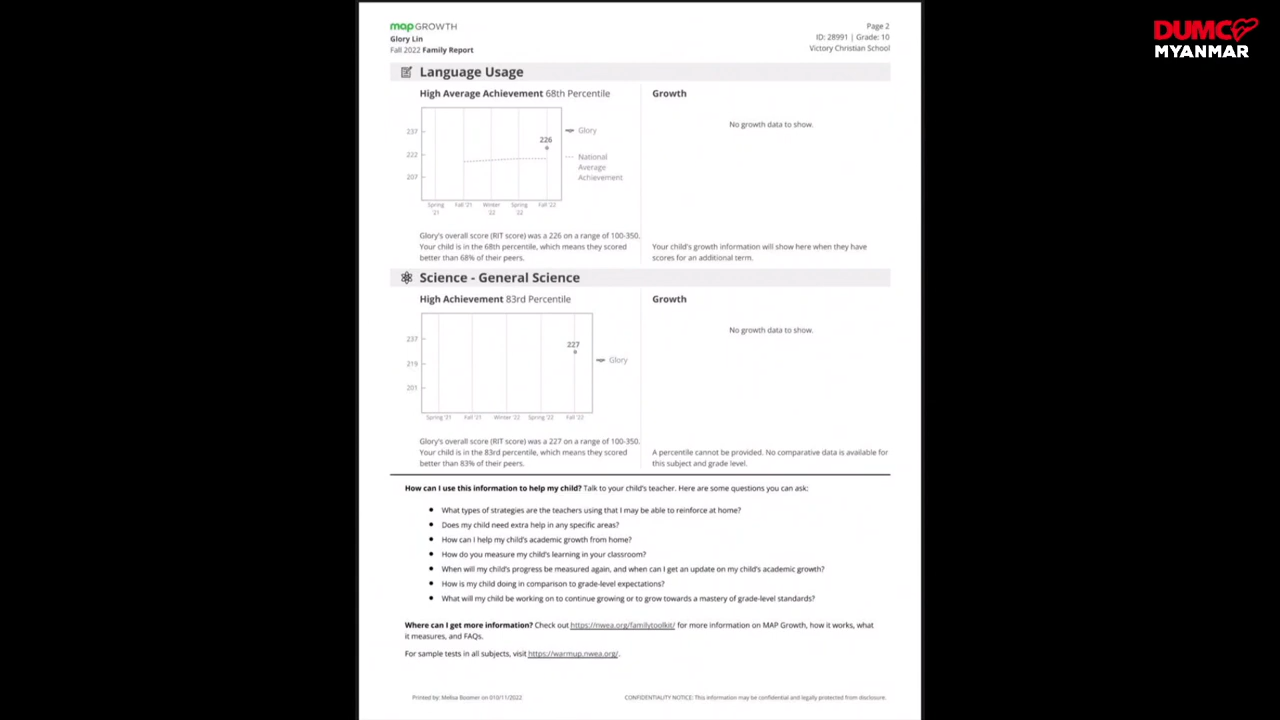 map GROWTH
Glory Lin
Fall 2022 Family Report
Page 2
ID: 28991 | Grade: 10
Victory Christian School
DUMC
MYANMAR
Language Usage
High Average Achievement 68th Percentile
237
222
207
226
Spring '21
Fall '21
Winter '22
Spring '22
Fall '22
Glory
National
Average
Achievement
Glory's overall score (RIT score) was a 226 on a range of 100-350.
Your child is in the 68th percentile, which means they scored
better than 68% of their peers.
Growth
No growth data to show.
Your child's growth information will show here when they have
scores for an additional term.
Science - General Science
High Achievement 83rd Percentile
237
219
201
227
Spring '21
Fall '21
Winter '22
Spring '22
Fall '22
Glory
Glory's overall score (RIT score) was a 227 on a range of 100-350.
Your child is in the 83rd percentile, which means they scored
better than 83% of their peers.
Growth
No growth data to show.
A percentile cannot be provided. No comparative data is available for
this subject and grade level.
How can I use this information to help my child? Talk to your child's teacher. Here are some questions you can ask:
• What types of strategies are the teachers using that I may be able to reinforce at home?
• Does my child need extra help in any specific areas?
• How can I help my child's academic growth from home?
• How do you measure my child's learning in your classroom?
• When will my child's progress be measured again, and when can I get an update on my child's academic growth?
• How is my child doing in comparison to grade-level expectations?
• What will my child be working on to continue growing or to grow towards a mastery of grade-level standards?
Where can I get more information? Check out https://nwea.org/familytoolkit/ for more information on MAP Growth, how it works, what
it measures, and FAQs.
For sample tests in all subjects, visit https://warmup.nwea.org/.
Printed by: Melisa Boomer on 010/11/2022
CONFIDENTIALITY NOTICE: This information may be confidential and legally protected from disclosure.